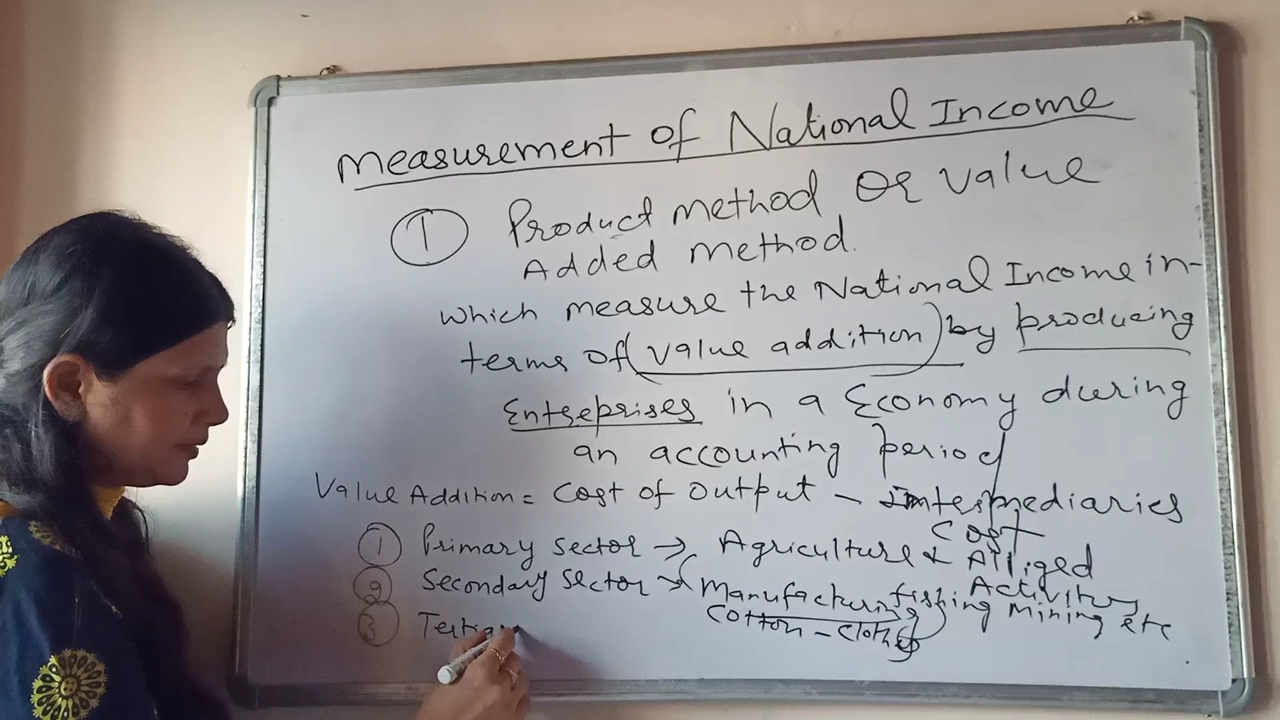 Measurement of National Income
① Product method or value
Added method.
which measure the National Income in-
terms of (value addition) by producing
Enterprises in a Economy during
an accounting period
Value Addition = Cost of Output - Intermediaries
Cost
① Primary Sector → Agriculture & Allied
Activity
fishing Mining etc
② Secondary Sector → (Manufacturing)
Cotton - Cloths
③ Tertiar